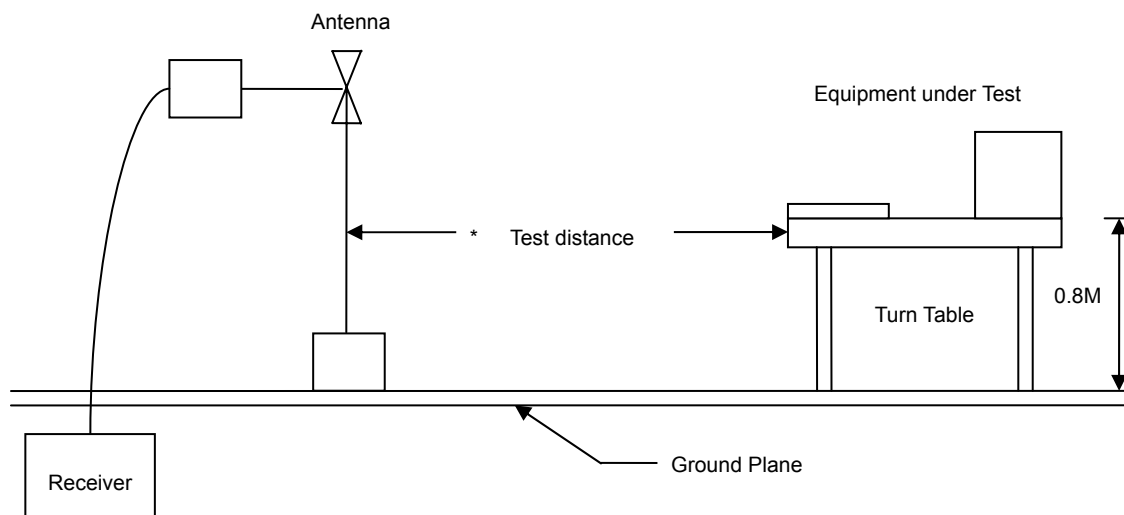 Antenna
Equipment under Test
* Test distance
0.8M
Turn Table
Ground Plane
Receiver